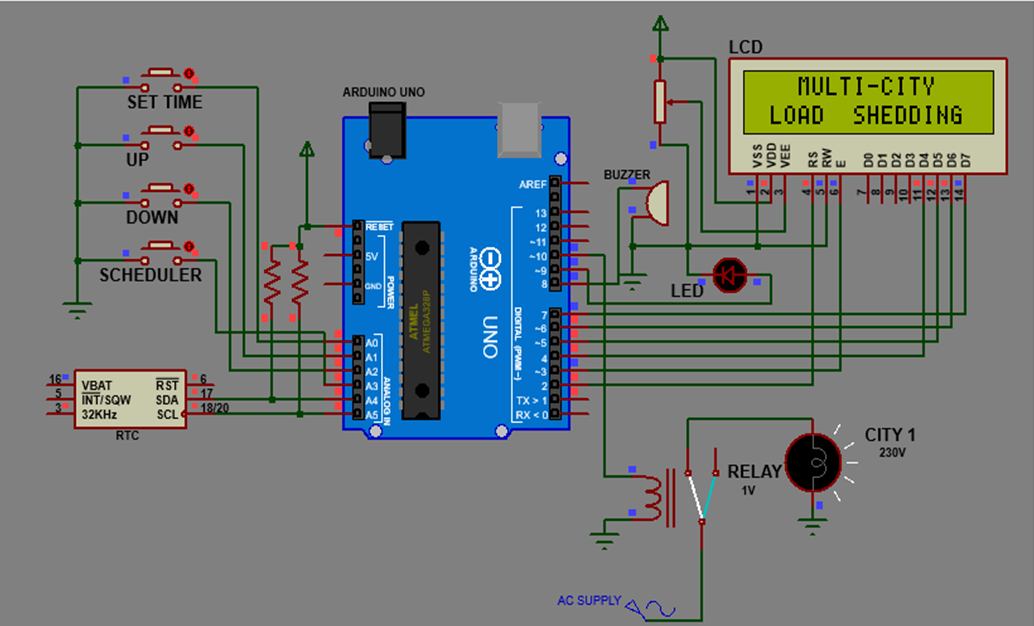 SET TIME
UP
DOWN
SCHEDULER
16
5
3
VBAT
INT/SQW
32KHz
RST
SDA
SCL
6
17
18/20
RTC
ARDUINO UNO
RESET
5V
GND
POWER
A0
A1
A2
A3
A4
A5
ANALOG IN
ATMEL
ATMEGA328P
ARDUINO
UNO
AREF
13
12
~11
~10
~9
8
7
~6
~5
4
~3
2
TX > 1
RX < 0
DIGITAL (PWM~)
BUZZER
LED
LCD
MULTI-CITY
LOAD SHEDDING
VSS
VDD
VEE
RS
RW
E
D0
D1
D2
D3
D4
D5
D6
D7
1
2
3
4
5
6
7
8
9
10
11
12
13
14
RELAY
1V
CITY 1
230V
AC SUPPLY